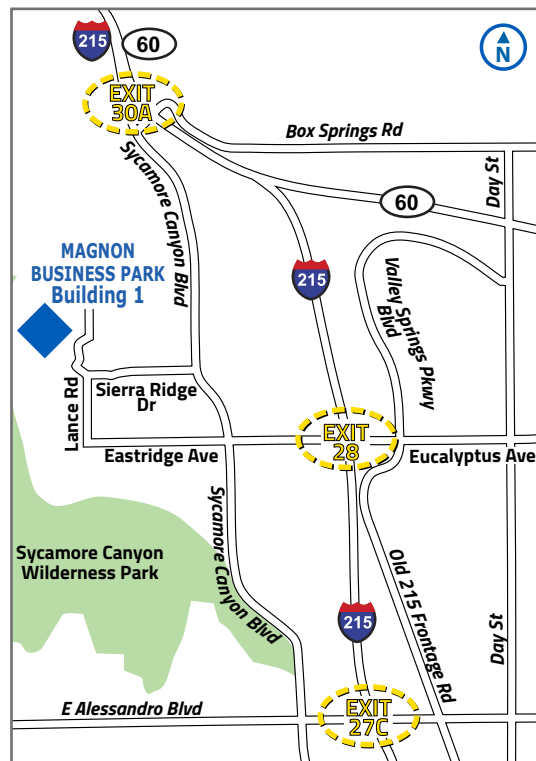 215
60
N
EXIT
30A
Box Springs Rd
Day St
Sycamore Canyon Blvd
60
MAGNON
BUSINESS PARK
Building 1
215
Valley Springs Pkwy
Blvd
Lance Rd
Sierra Ridge
Dr
EXIT
28
Eastridge Ave
Eucalyptus Ave
Sycamore Canyon Blvd
Sycamore Canyon
Wilderness Park
Old 215 Frontage Rd
215
Day St
E Alessandro Blvd
EXIT
27C